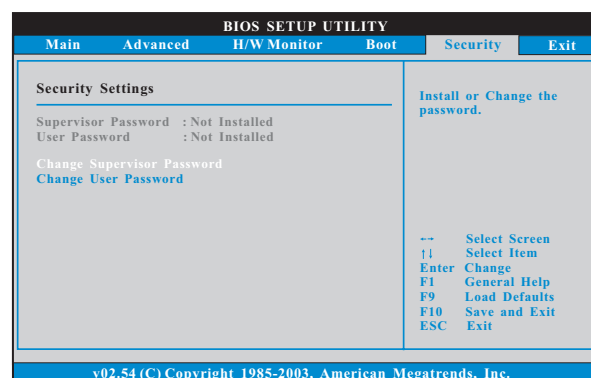 BIOS SETUP UTILITY
Main Advanced H/W Monitor Boot Security Exit
Security Settings
Supervisor Password : Not Installed
User Password : Not Installed
Change Supervisor Password
Change User Password
Install or Change the
password.
←→ Select Screen
↑↓ Select Item
Enter Change
F1 General Help
F9 Load Defaults
F10 Save and Exit
ESC Exit
v02.54 (C) Copyright 1985-2003, American Megatrends, Inc.